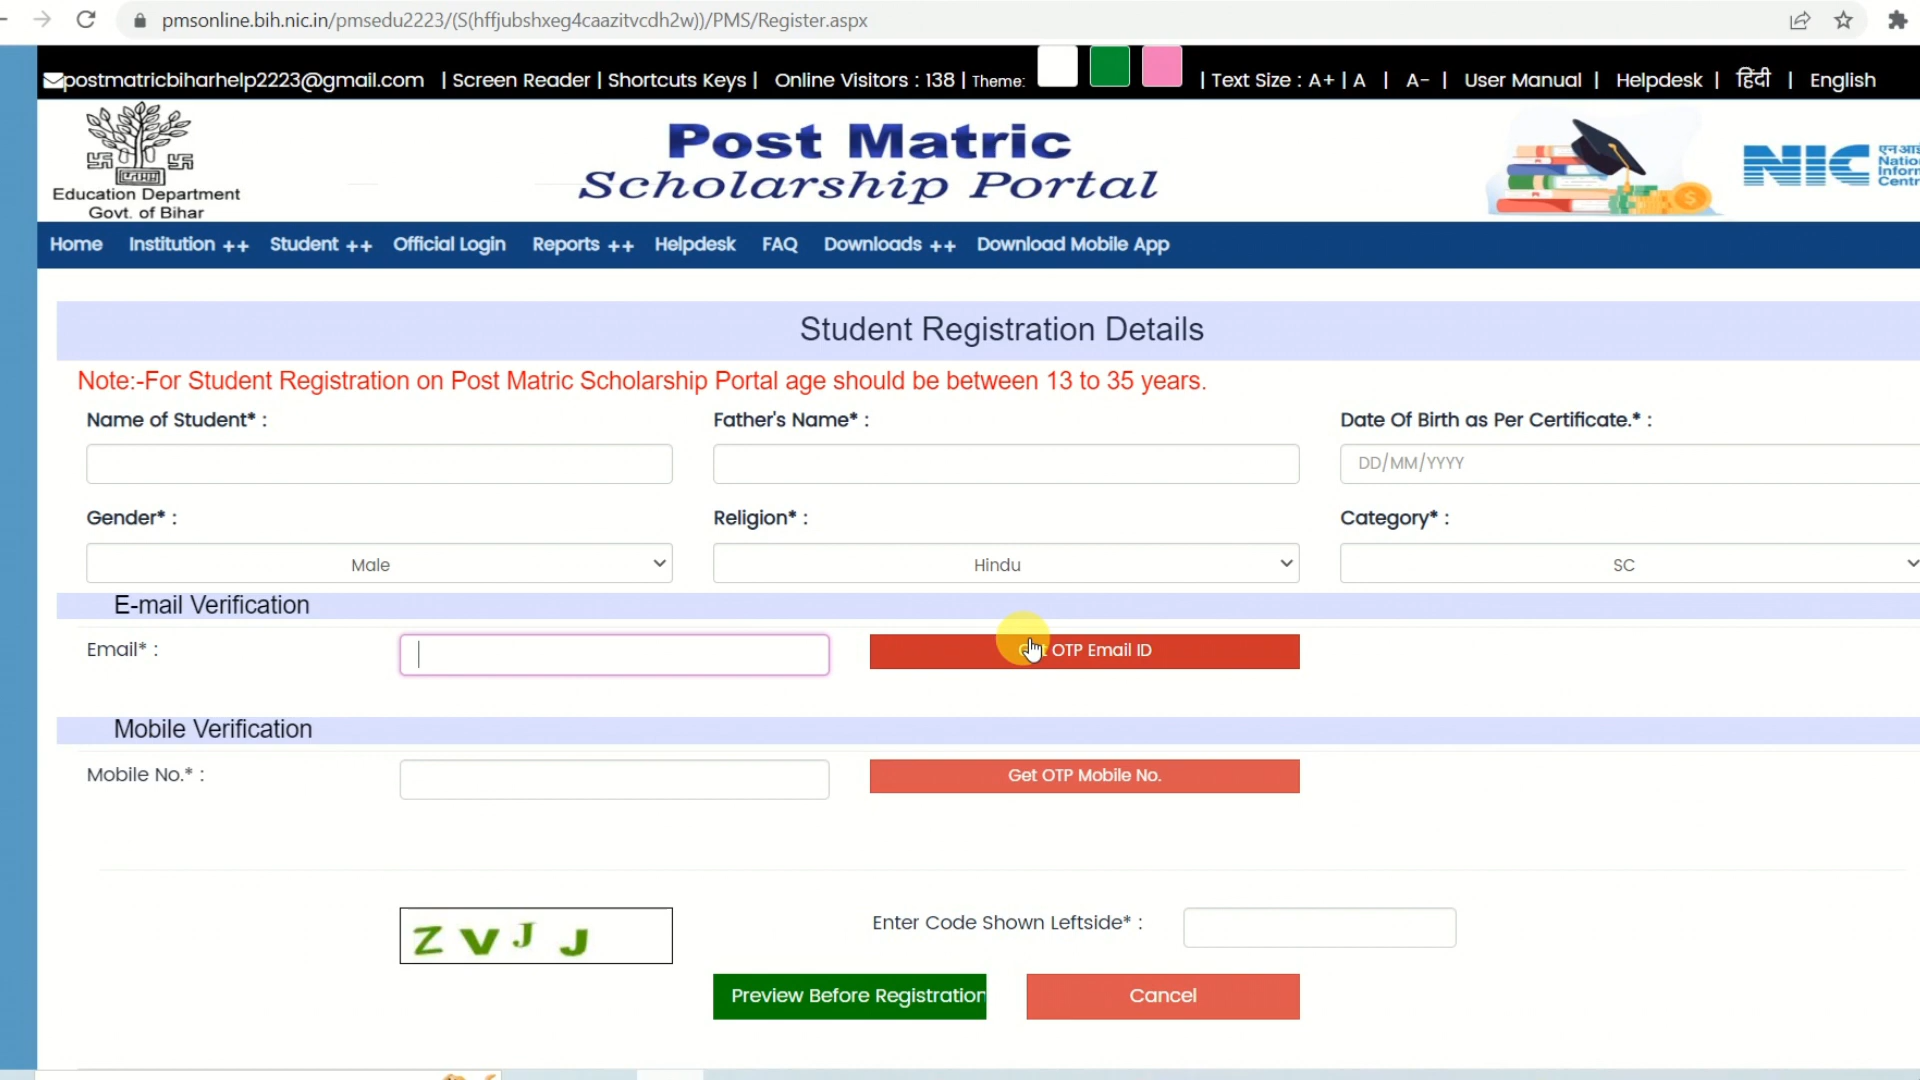 pmsonline.bih.nic.in/pmsedu2223/(S(hffjubshxeg4caazitvcdh2w))/PMS/Register.aspx
postmatricbiharhelp2223@gmail.com | Screen Reader | Shortcuts Keys | Online Visitors : 138 | Theme: | Text Size : A+ | A | A- | User Manual | Helpdesk | हिंदी | English
Education Department
Govt. of Bihar
Post Matric
Scholarship Portal
NIC
Home Institution ++ Student ++ Official Login Reports ++ Helpdesk FAQ Downloads ++ Download Mobile App
Student Registration Details
Note:-For Student Registration on Post Matric Scholarship Portal age should be between 13 to 35 years.
Name of Student* : Father's Name* : Date Of Birth as Per Certificate.* :
DD/MM/YYYY
Gender* : Religion* : Category* :
Male Hindu SC
E-mail Verification
Email* : OTP Email ID
Mobile Verification
Mobile No.* : Get OTP Mobile No.
Z V J J Enter Code Shown Leftside* :
Preview Before Registration Cancel